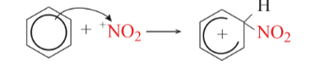 H
+ ⁺NO₂ ⟶ + NO₂